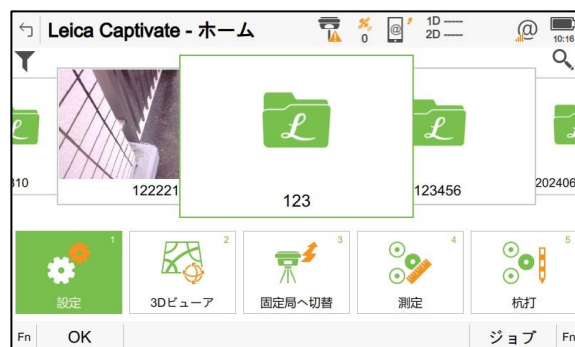 Leica Captivate - ホーム
0
@
1D -----
2D -----
@
10:16
310
122221
123
123456
202406
1
設定
2
3Dビューア
3
固定局へ切替
4
測定
5
杭打
Fn
OK
ジョブ
Fn